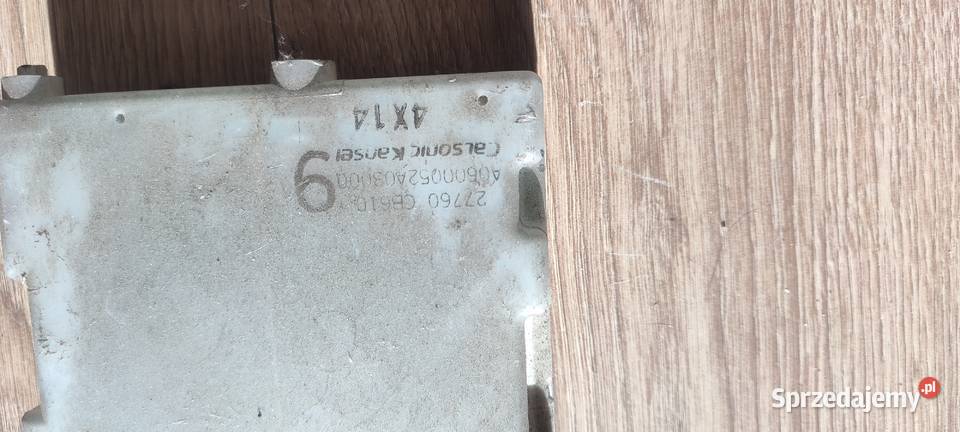 27760 CB610
A0600052A03000
Calsonic Kansei
6
4X14
Sprzedajemy.pl